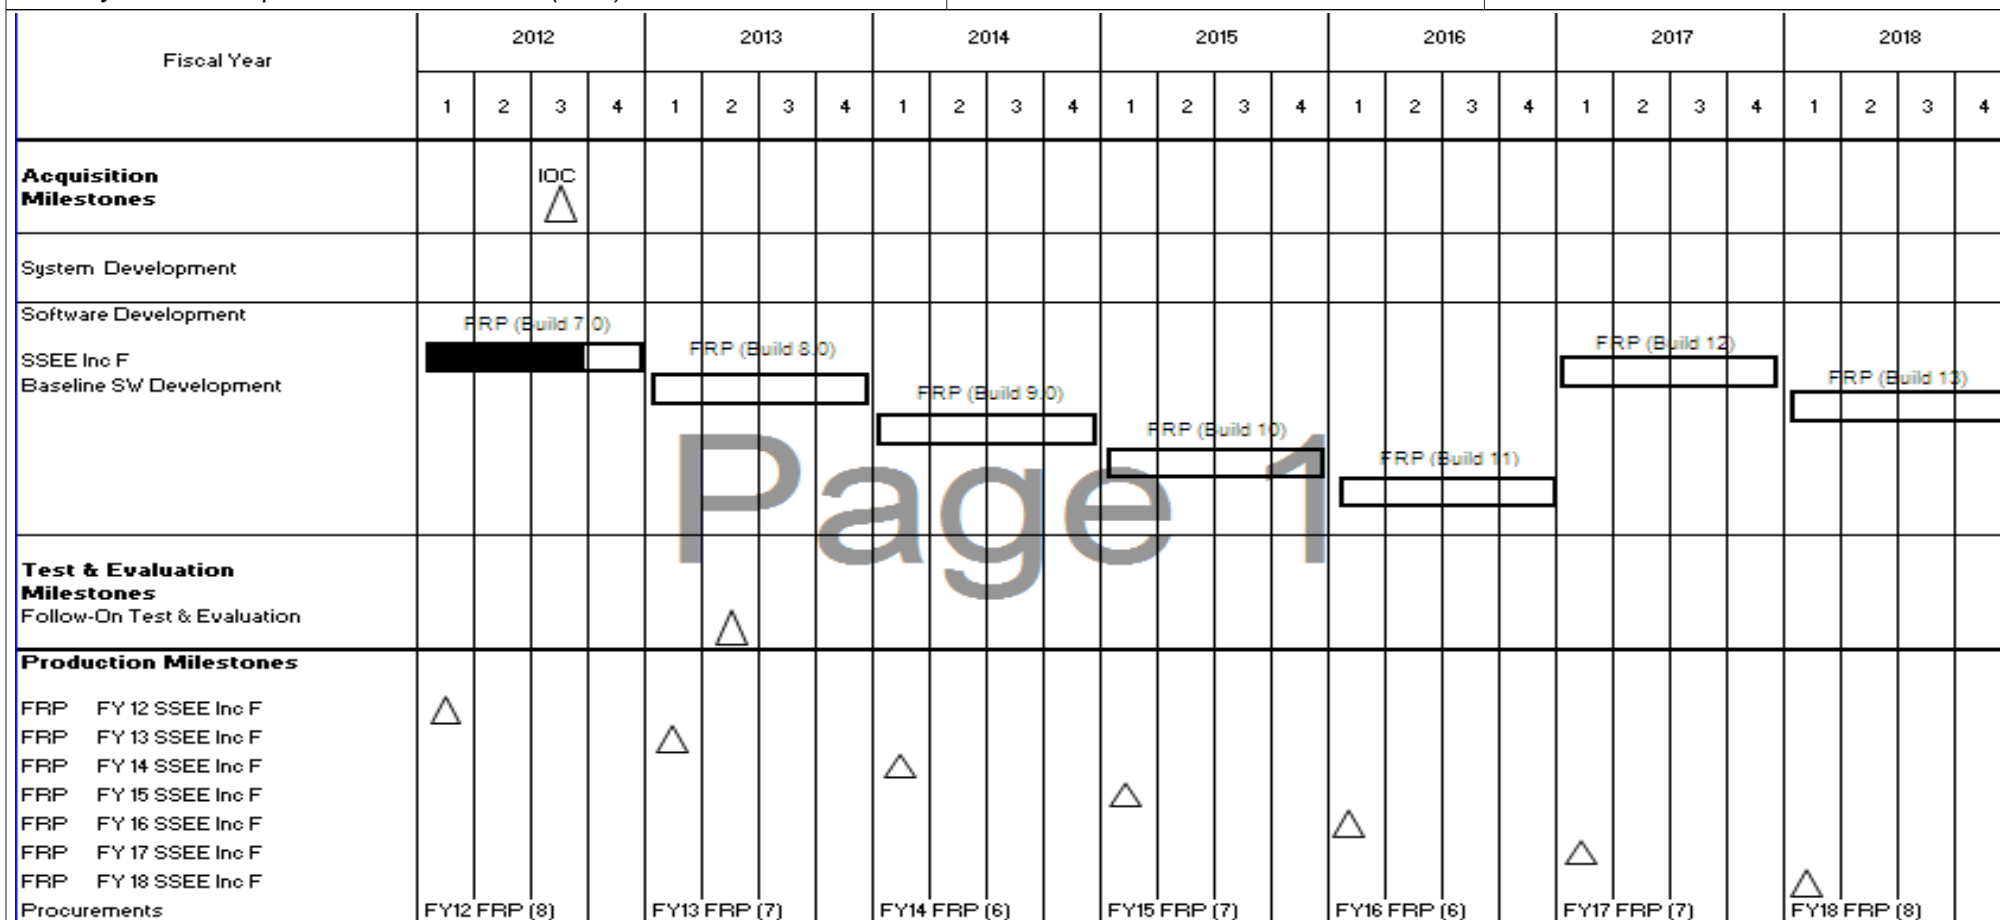 2012 2013 2014 2015 2016 2017 2018
Fiscal Year
1 2 3 4 1 2 3 4 1 2 3 4 1 2 3 4 1 2 3 4 1 2 3 4 1 2 3 4
Acquisition
Milestones
IOC
System Development
Software Development
FRP (Build 7.0)
SSEE Inc F
Baseline SW Development
FRP (Build 8.0)
FRP (Build 9.0)
FRP (Build 10)
FRP (Build 11)
FRP (Build 12)
FRP (Build 13)
Page 1
Test & Evaluation
Milestones
Follow-On Test & Evaluation
Production Milestones
FRP FY 12 SSEE Inc F
FRP FY 13 SSEE Inc F
FRP FY 14 SSEE Inc F
FRP FY 15 SSEE Inc F
FRP FY 16 SSEE Inc F
FRP FY 17 SSEE Inc F
FRP FY 18 SSEE Inc F
Procurements FY12 FRP (8) FY13 FRP (7) FY14 FRP (6) FY15 FRP (7) FY16 FRP (6) FY17 FRP (7) FY18 FRP (8)